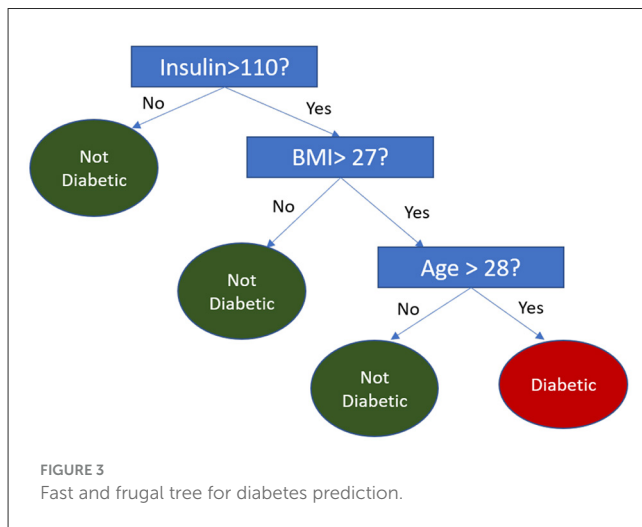 Insulin>110?
No
Yes
Not
Diabetic
BMI> 27?
No
Yes
Not
Diabetic
Age > 28?
No
Yes
Not
Diabetic
Diabetic
FIGURE 3
Fast and frugal tree for diabetes prediction.